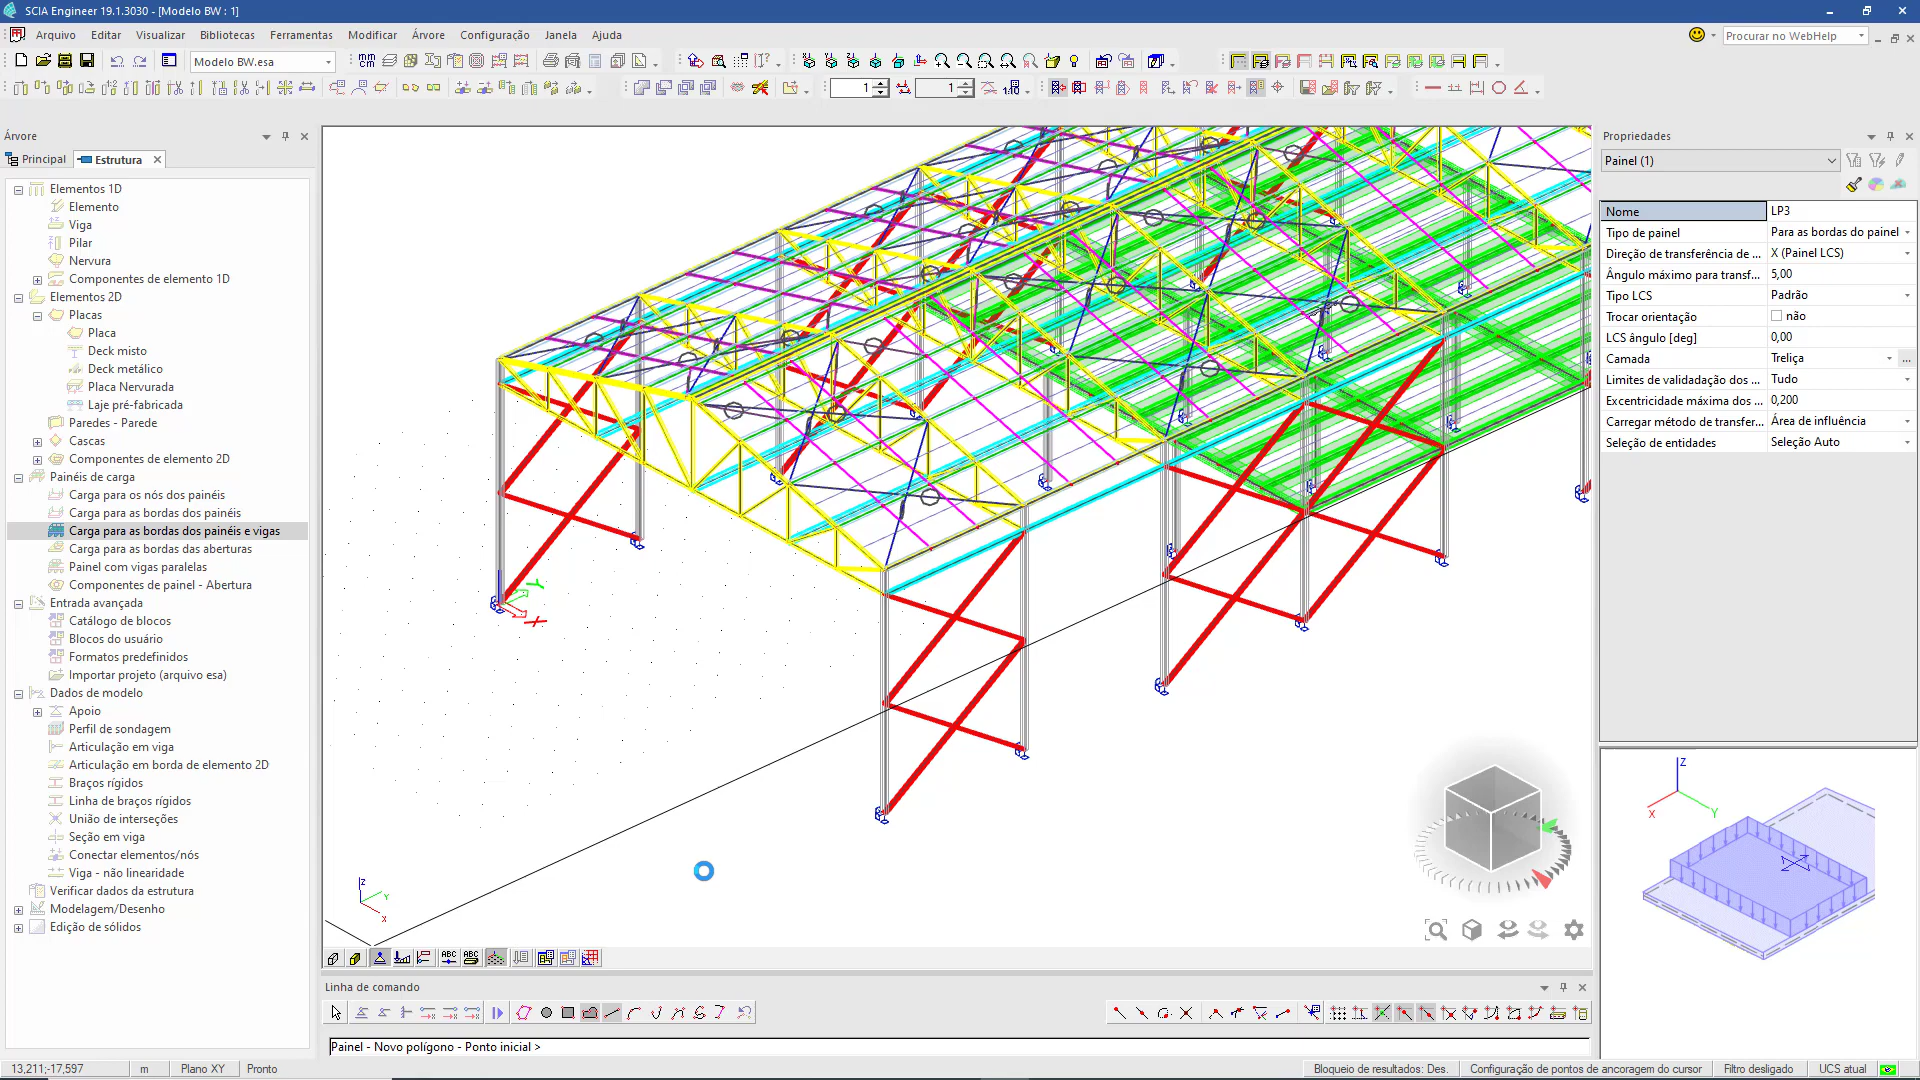 SCIA Engineer 19.1.3030 - [Modelo BW : 1]
Arquivo Editar Visualizar Bibliotecas Ferramentas Modificar Árvore Configuração Janela Ajuda
Procurar no WebHelp
Modelo BW.esa
1
1
Árvore
Principal
Estrutura
Elementos 1D
Elemento
Viga
Pilar
Nervura
Componentes de elemento 1D
Elementos 2D
Placas
Placa
Deck misto
Deck metálico
Placa Nervurada
Laje pré-fabricada
Paredes - Parede
Cascas
Componentes de elemento 2D
Painéis de carga
Carga para os nós dos painéis
Carga para as bordas dos painéis
Carga para as bordas dos painéis e vigas
Carga para as bordas das aberturas
Painel com vigas paralelas
Componentes de painel - Abertura
Entrada avançada
Catálogo de blocos
Blocos do usuário
Formatos predefinidos
Importar projeto (arquivo esa)
Dados de modelo
Apoio
Perfil de sondagem
Articulação em viga
Articulação em borda de elemento 2D
Braços rígidos
Linha de braços rígidos
União de interseções
Seção em viga
Conectar elementos/nós
Viga - não linearidade
Verificar dados da estrutura
Modelagem/Desenho
Edição de sólidos
Y
X
Z
Y
X
Propriedades
Painel (1)
Nome LP3
Tipo de painel Para as bordas do painel
Direção de transferência de ... X (Painel LCS)
Ângulo máximo para transf... 5,00
Tipo LCS Padrão
Trocar orientação não
LCS ângulo [deg] 0,00
Camada Treliça ...
Limites de validadação dos ... Tudo
Excentricidade máxima dos ... 0,200
Carregar método de transfer... Área de influência
Seleção de entidades Seleção Auto
Z
X
Y
ABC ABC
Linha de comando
Painel - Novo polígono - Ponto inicial >
13,211;-17,597 m Plano XY Pronto
Bloqueio de resultados: Des. Configuração de pontos de ancoragem do cursor Filtro desligado UCS atual